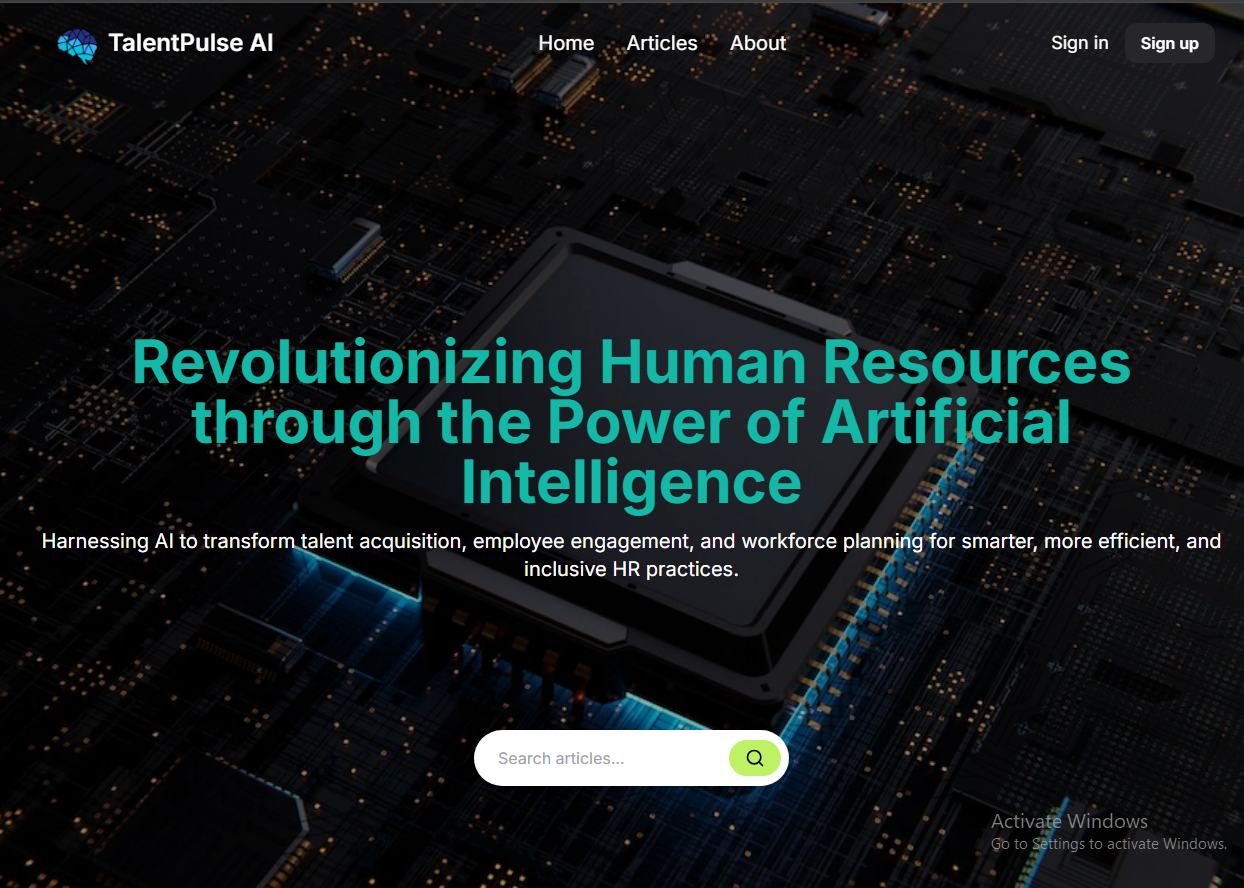 TalentPulse AI
Home
Articles
About
Sign in
Sign up
Revolutionizing Human Resources
through the Power of Artificial
Intelligence
Harnessing AI to transform talent acquisition, employee engagement, and workforce planning for smarter, more efficient, and
inclusive HR practices.
Search articles...
Activate Windows
Go to Settings to activate Windows.